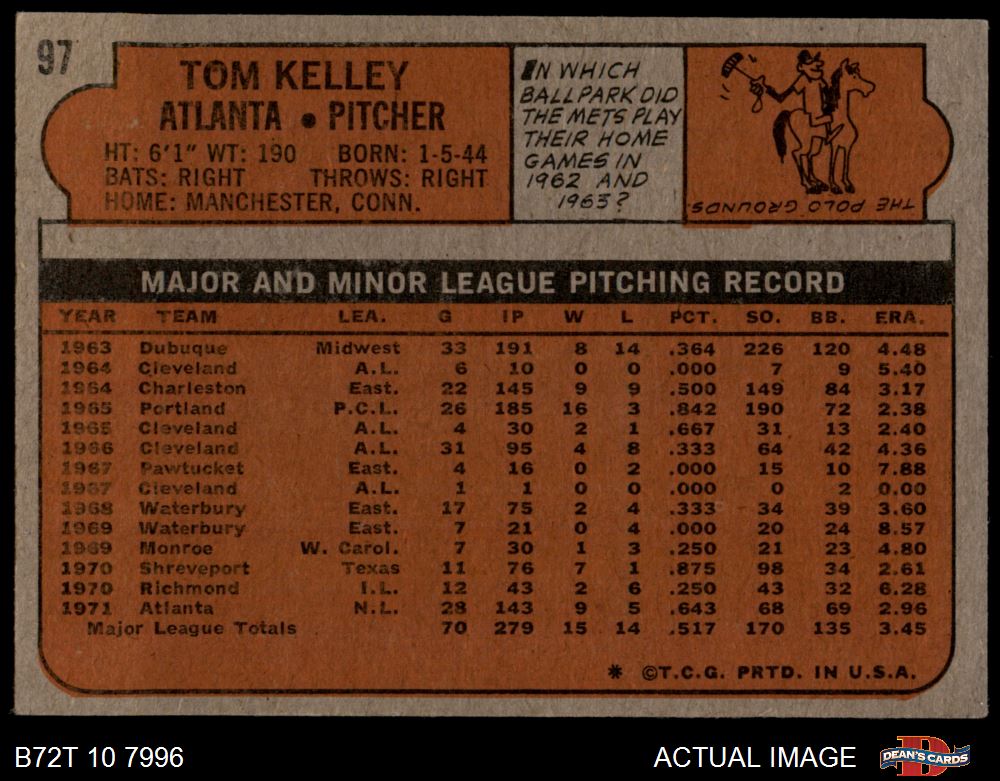 97
TOM KELLEY
ATLANTA • PITCHER
HT: 6'1" WT: 190 BORN: 1-5-44
BATS: RIGHT THROWS: RIGHT
HOME: MANCHESTER, CONN.
IN WHICH
BALLPARK DID
THE METS PLAY
THEIR HOME
GAMES IN
1962 AND
1963?
THE POLO GROUNDS
MAJOR AND MINOR LEAGUE PITCHING RECORD
YEAR TEAM LEA. G IP W L PCT. SO. BB. ERA.
1963 Dubuque Midwest 33 191 8 14 .364 226 120 4.48
1964 Cleveland A.L. 6 10 0 0 .000 7 9 5.40
1964 Charleston East. 22 145 9 9 .500 149 84 3.17
1965 Portland P.C.L. 26 185 16 3 .842 190 72 2.38
1965 Cleveland A.L. 4 30 2 1 .667 31 13 2.40
1966 Cleveland A.L. 31 95 4 8 .333 64 42 4.36
1967 Pawtucket East. 4 16 0 2 .000 15 10 7.88
1967 Cleveland A.L. 1 1 0 0 .000 0 2 0.00
1968 Waterbury East. 17 75 2 4 .333 34 39 3.60
1969 Waterbury East. 7 21 0 4 .000 20 24 8.57
1969 Monroe W. Carol. 7 30 1 3 .250 21 23 4.80
1970 Shreveport Texas 11 76 7 1 .875 98 34 2.61
1970 Richmond I.L. 12 43 2 6 .250 43 32 6.28
1971 Atlanta N.L. 28 143 9 5 .643 68 69 2.96
Major League Totals 70 279 15 14 .517 170 135 3.45
* ©T.C.G. PRTD. IN U.S.A.
B72T 10 7996
ACTUAL IMAGE
DEAN'S CARDS